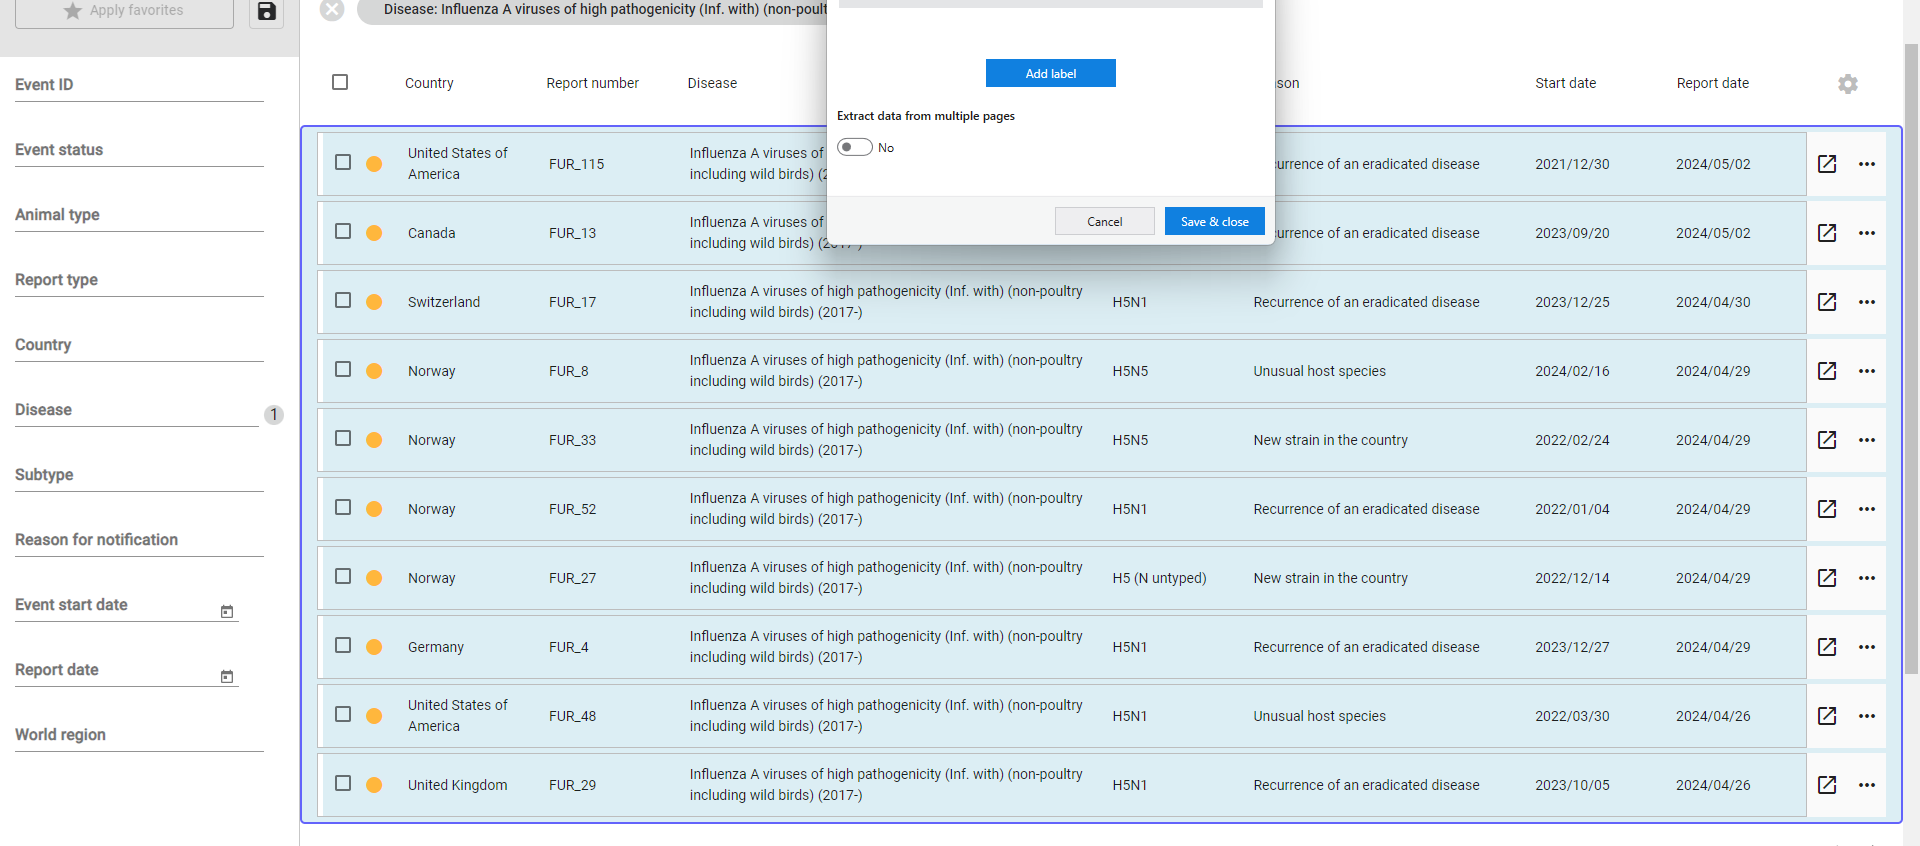 Apply favorites
Disease: Influenza A viruses of high pathogenicity (Inf. with) (non-poult
Event ID
Event status
Animal type
Report type
Country
Disease
1
Subtype
Reason for notification
Event start date
Report date
World region
Add label
Extract data from multiple pages
No
Cancel
Save & close
Country Report number Disease son Start date Report date
United States of
America
FUR_115
Influenza A viruses of
including wild birds) (2
urrence of an eradicated disease
2021/12/30
2024/05/02
Canada
FUR_13
Influenza A viruses of
including wild birds) (2017-)
urrence of an eradicated disease
2023/09/20
2024/05/02
Switzerland
FUR_17
Influenza A viruses of high pathogenicity (Inf. with) (non-poultry
including wild birds) (2017-)
H5N1
Recurrence of an eradicated disease
2023/12/25
2024/04/30
Norway
FUR_8
Influenza A viruses of high pathogenicity (Inf. with) (non-poultry
including wild birds) (2017-)
H5N5
Unusual host species
2024/02/16
2024/04/29
Norway
FUR_33
Influenza A viruses of high pathogenicity (Inf. with) (non-poultry
including wild birds) (2017-)
H5N5
New strain in the country
2022/02/24
2024/04/29
Norway
FUR_52
Influenza A viruses of high pathogenicity (Inf. with) (non-poultry
including wild birds) (2017-)
H5N1
Recurrence of an eradicated disease
2022/01/04
2024/04/29
Norway
FUR_27
Influenza A viruses of high pathogenicity (Inf. with) (non-poultry
including wild birds) (2017-)
H5 (N untyped)
New strain in the country
2022/12/14
2024/04/29
Germany
FUR_4
Influenza A viruses of high pathogenicity (Inf. with) (non-poultry
including wild birds) (2017-)
H5N1
Recurrence of an eradicated disease
2023/12/27
2024/04/29
United States of
America
FUR_48
Influenza A viruses of high pathogenicity (Inf. with) (non-poultry
including wild birds) (2017-)
H5N1
Unusual host species
2022/03/30
2024/04/26
United Kingdom
FUR_29
Influenza A viruses of high pathogenicity (Inf. with) (non-poultry
including wild birds) (2017-)
H5N1
Recurrence of an eradicated disease
2023/10/05
2024/04/26